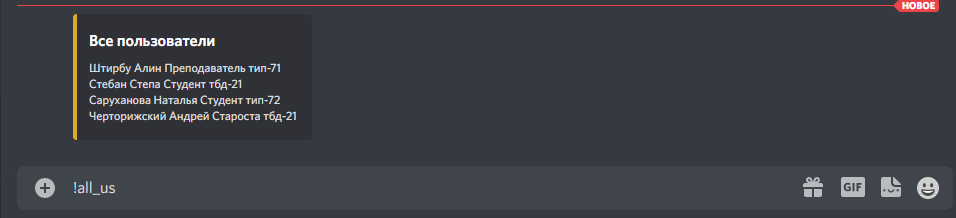 НОВОЕ
Все пользователи
Штирбу Алин Преподаватель тип-71
Стебан Степа Студент тбд-21
Саруханова Наталья Студент тип-72
Черторижский Андрей Староста тбд-21
!all_us
GIF